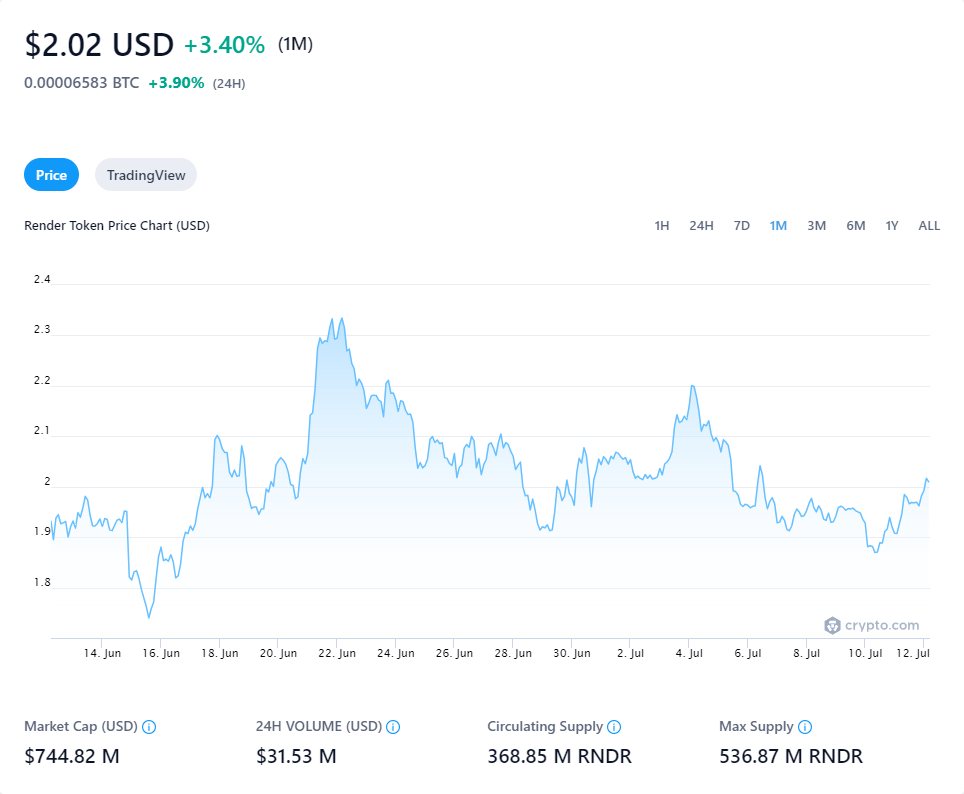 $2.02 USD +3.40% (1M)
0.00006583 BTC +3.90% (24H)
Price TradingView
Render Token Price Chart (USD) 1H 24H 7D 1M 3M 6M 1Y ALL
2.4
2.3
2.2
2.1
2
1.9
1.8
crypto.com
14. Jun 16. Jun 18. Jun 20. Jun 22. Jun 24. Jun 26. Jun 28. Jun 30. Jun 2. Jul 4. Jul 6. Jul 8. Jul 10. Jul 12. Jul
Market Cap (USD) 24H VOLUME (USD) Circulating Supply Max Supply
$744.82 M $31.53 M 368.85 M RNDR 536.87 M RNDR